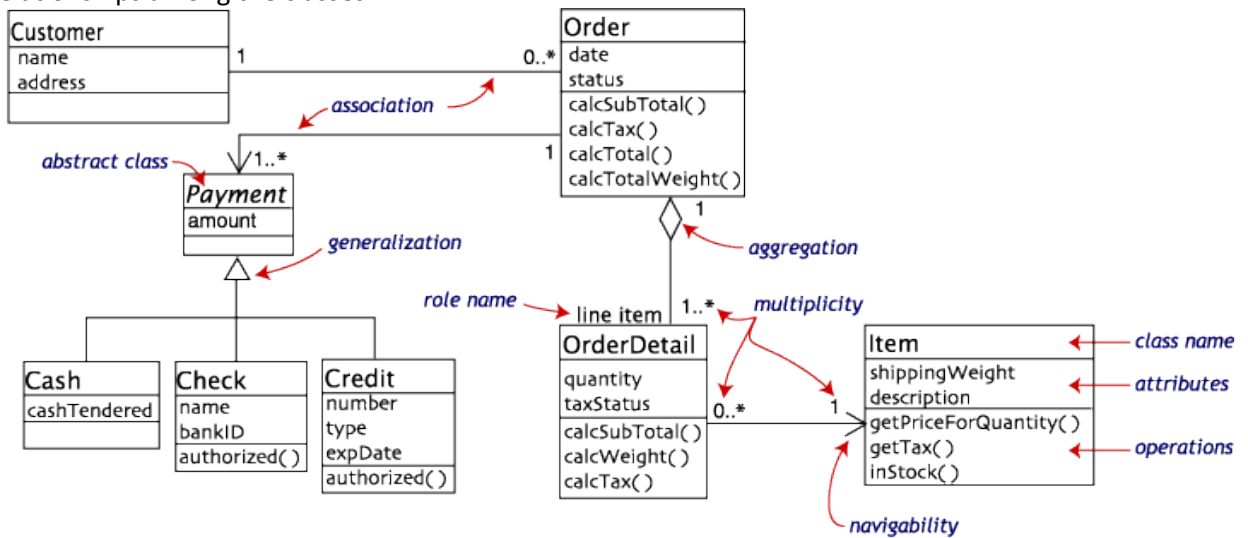 Customer
name
address
1
0..*
Order
date
status
calcSubTotal()
calcTax()
calcTotal()
calcTotalWeight()
association
1
1..*
abstract class
Payment
amount
generalization
1
aggregation
role name
line item
1..*
multiplicity
Cash
cashTendered
Check
name
bankID
authorized()
Credit
number
type
expDate
authorized()
OrderDetail
quantity
taxStatus
calcSubTotal()
calcWeight()
calcTax()
0..*
1
Item
shippingWeight
description
getPriceForQuantity()
getTax()
inStock()
class name
attributes
operations
navigability